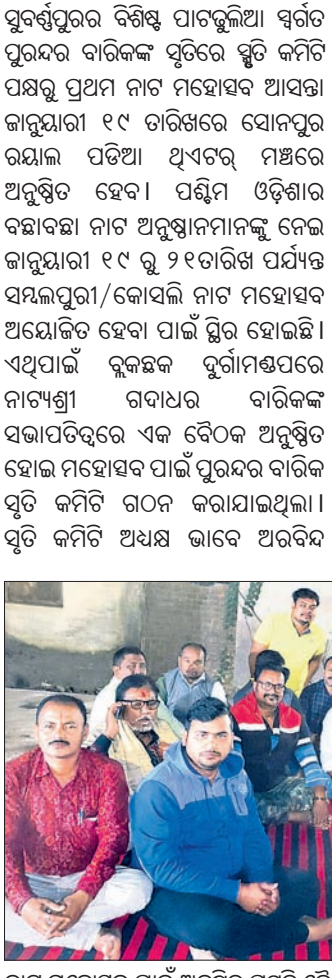 ସୁବର୍ଣ୍ଣପୁରର ବିଶିଷ୍ଟ ପାଟଢୁଲିଆ ସ୍ୱର୍ଗତ
ପୁରନ୍ଦର ବାରିକଙ୍କ ସ୍ମୃତିରେ ସ୍ମୃତି କମିଟି
ପକ୍ଷରୁ ପ୍ରଥମ ନାଟ ମହୋତ୍ସବ ଆସନ୍ତା
ଜାନୁୟାରୀ ୧୯ ତାରିଖରେ ସୋନପୁର
ରୟାଲ ପଡିଆ ଥିଏଟର୍ ମଞ୍ଚରେ
ଅନୁଷ୍ଠିତ ହେବ। ପଶ୍ଚିମ ଓଡ଼ିଶାର
ବଛାବଛା ନାଟ ଅନୁଷ୍ଠାନମାନଙ୍କୁ ନେଇ
ଜାନୁୟାରୀ ୧୯ ରୁ ୨୧ତାରିଖ ପର୍ଯ୍ୟନ୍ତ
ସମ୍ବଲପୁରୀ/କୋସଲି ନାଟ ମହୋତ୍ସବ
ଅୟୋଜିତ ହେବା ପାଇଁ ସ୍ଥିର ହୋଇଛି।
ଏଥିପାଇଁ ବ୍ଲକଛକ ଦୁର୍ଗାମଣ୍ଡପରେ
ନାଟ୍ୟଶ୍ରୀ ଗଦାଧର ବାରିକଙ୍କ
ସଭାପତିତ୍ୱରେ ଏକ ବୈଠକ ଅନୁଷ୍ଠିତ
ହୋଇ ମହୋତ୍ସବ ପାଇଁ ପୁରନ୍ଦର ବାରିକ
ସ୍ମୃତି କମିଟି ଗଠନ କରାଯାଇଥିଲା।
ସ୍ମୃତି କମିଟି ଅଧ୍ୟକ୍ଷ ଭାବେ ଅରବିନ୍ଦ